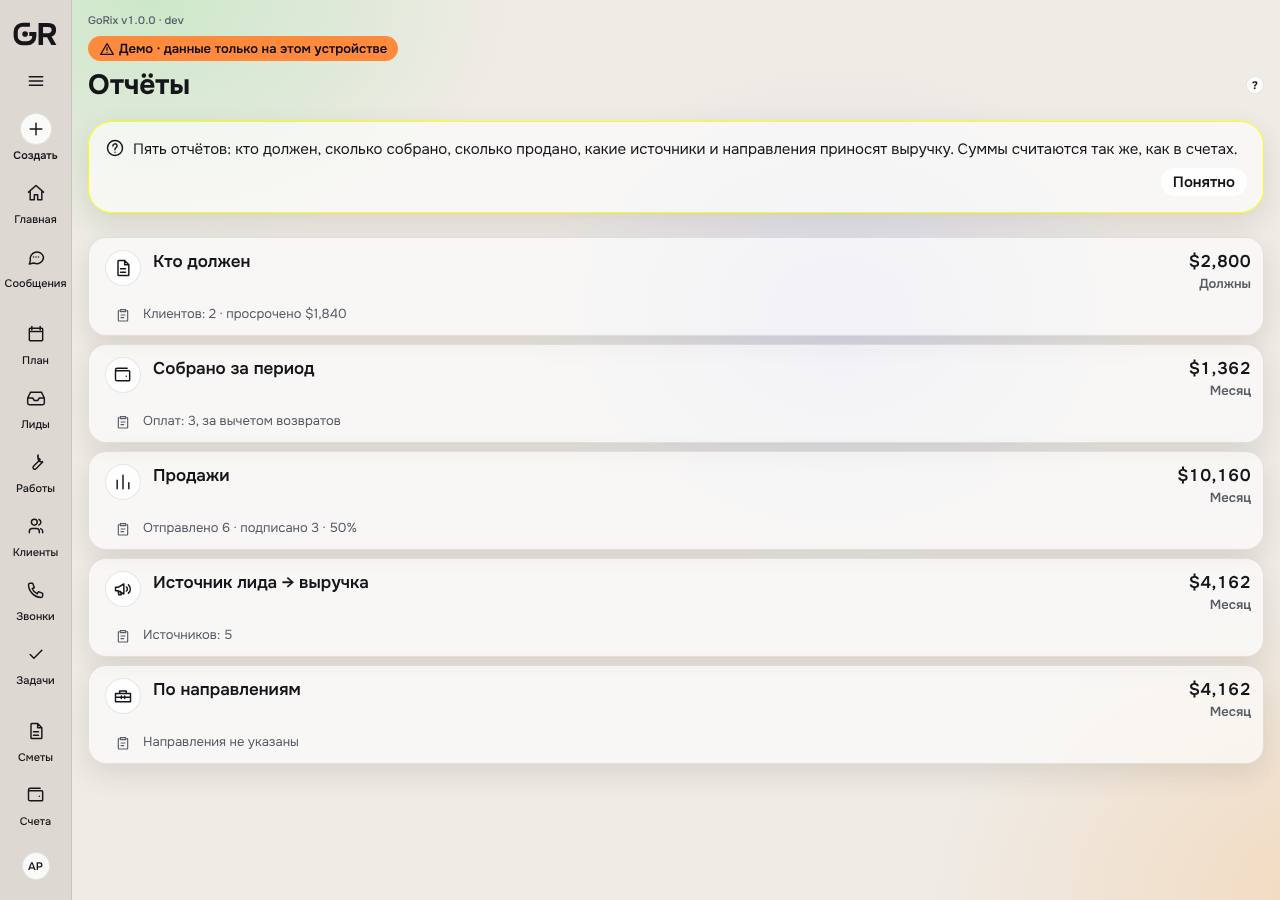 GR
Создать
Главная
Сообщения
План
Лиды
Работы
Клиенты
Звонки
Задачи
Сметы
Счета
AP
GoRix v1.0.0 · dev
Демо · данные только на этом устройстве
Отчёты
?
Пять отчётов: кто должен, сколько собрано, сколько продано, какие источники и направления приносят выручку. Суммы считаются так же, как в счетах.
Понятно
Кто должен
$2,800
Должны
Клиентов: 2 · просрочено $1,840
Собрано за период
$1,362
Месяц
Оплат: 3, за вычетом возвратов
Продажи
$10,160
Месяц
Отправлено 6 · подписано 3 · 50%
Источник лида → выручка
$4,162
Месяц
Источников: 5
По направлениям
$4,162
Месяц
Направления не указаны